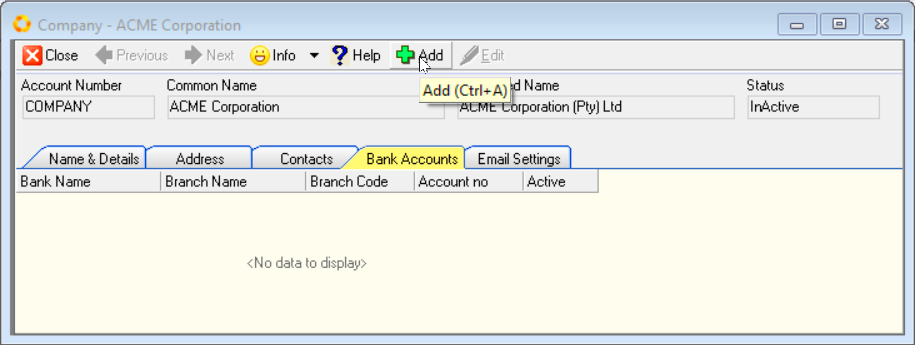 Company - ACME Corporation
Close Previous Next Info Help Add Edit
Account Number Common Name d Name Status
Add (Ctrl+A)
COMPANY ACME Corporation ACME Corporation (Pty) Ltd InActive
Name & Details Address Contacts Bank Accounts Email Settings
Bank Name Branch Name Branch Code Account no Active
<No data to display>